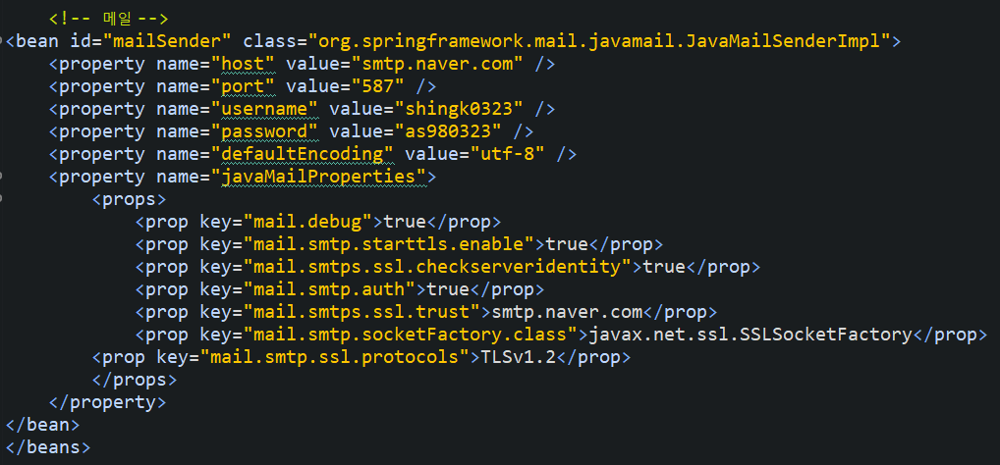 <!-- 메일 -->
<bean id="mailSender" class="org.springframework.mail.javamail.JavaMailSenderImpl">
<property name="host" value="smtp.naver.com" />
<property name="port" value="587" />
<property name="username" value="shingk0323" />
<property name="password" value="as980323" />
<property name="defaultEncoding" value="utf-8" />
<property name="javaMailProperties">
<props>
<prop key="mail.debug">true</prop>
<prop key="mail.smtp.starttls.enable">true</prop>
<prop key="mail.smtps.ssl.checkserveridentity">true</prop>
<prop key="mail.smtp.auth">true</prop>
<prop key="mail.smtps.ssl.trust">smtp.naver.com</prop>
<prop key="mail.smtp.socketFactory.class">javax.net.ssl.SSLSocketFactory</prop>
<prop key="mail.smtp.ssl.protocols">TLSv1.2</prop>
</props>
</property>
</bean>
</beans>